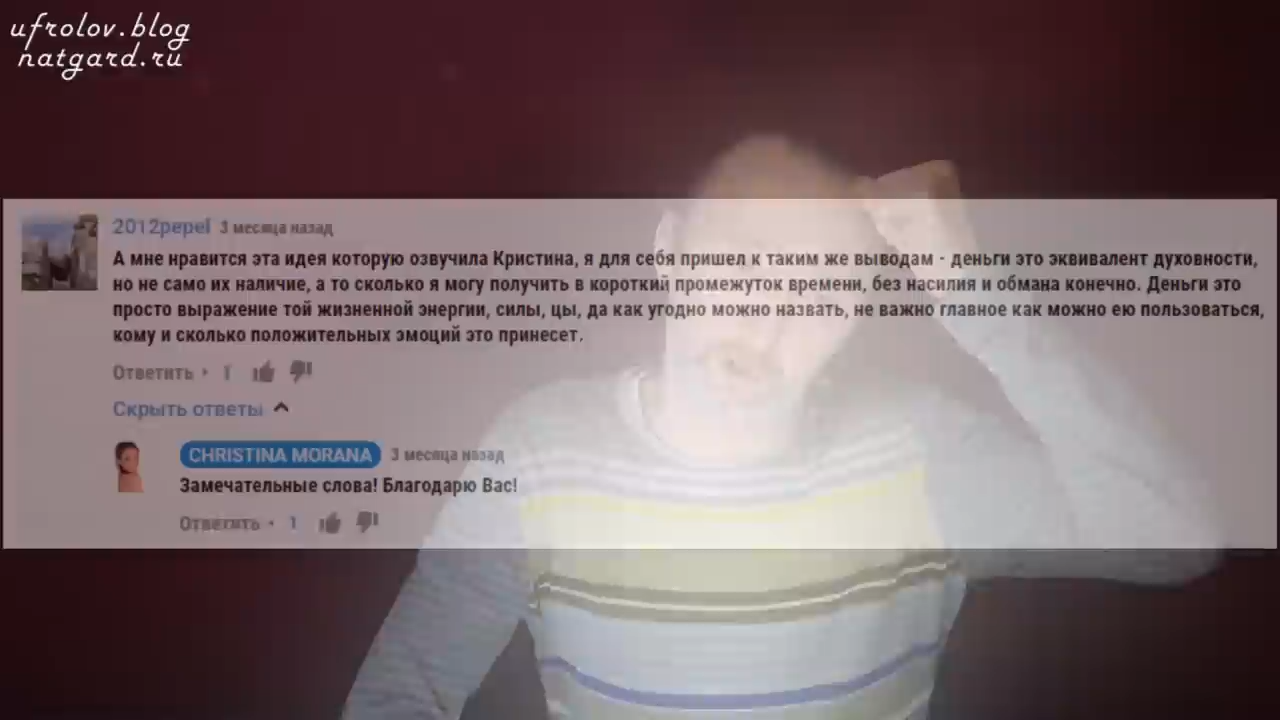 ufrolov.blog
natgard.ru
2012pepel 3 месяца назад
А мне нравится эта идея которую озвучила Кристина, я для себя пришел к таким же выводам - деньги это эквивалент духовности,
но не само их наличие, а то сколько я могу получить в короткий промежуток времени, без насилия и обмана конечно. Деньги это
просто выражение той жизненной энергии, силы, цы, да как угодно можно назвать, не важно главное как можно ею пользоваться,
кому и сколько положительных эмоций это принесет.
Ответить • 1
Скрыть ответы
CHRISTINA MORANA 3 месяца назад
Замечательные слова! Благодарю Вас!
Ответить • 1